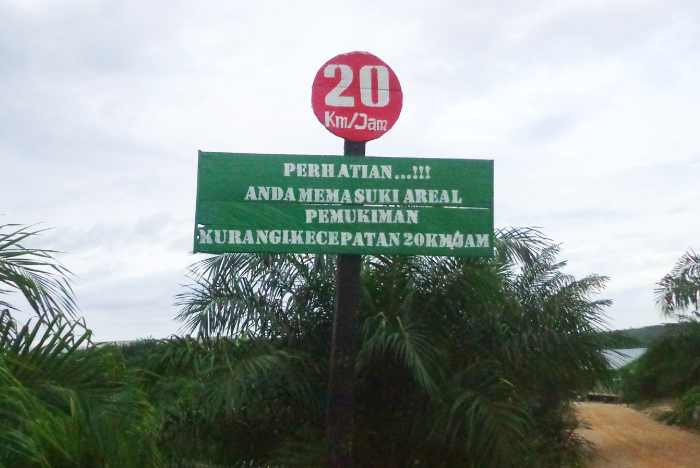 20
Km/Jam
PERHATIAN...!!!
ANDA MEMASUKI AREAL
PEMUKIMAN
KURANGI KECEPATAN 20KM/JAM